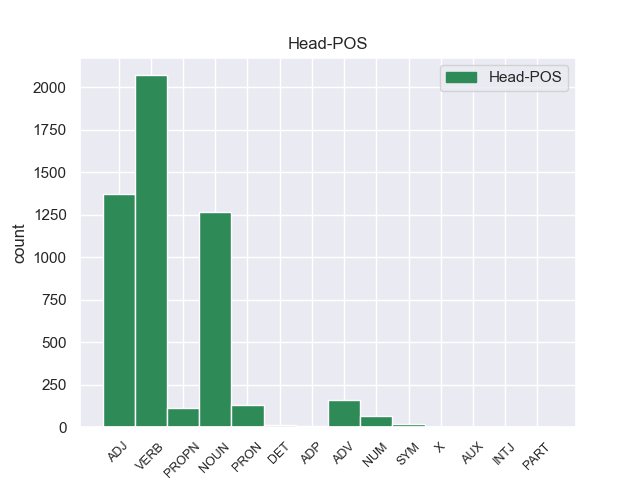 Head-POS
Head-POS
count
2000
1750
1500
1250
1000
750
500
250
0
ADJ VERB PROPN NOUN PRON DET ADP ADV NUM SYM X AUX INTJ PART